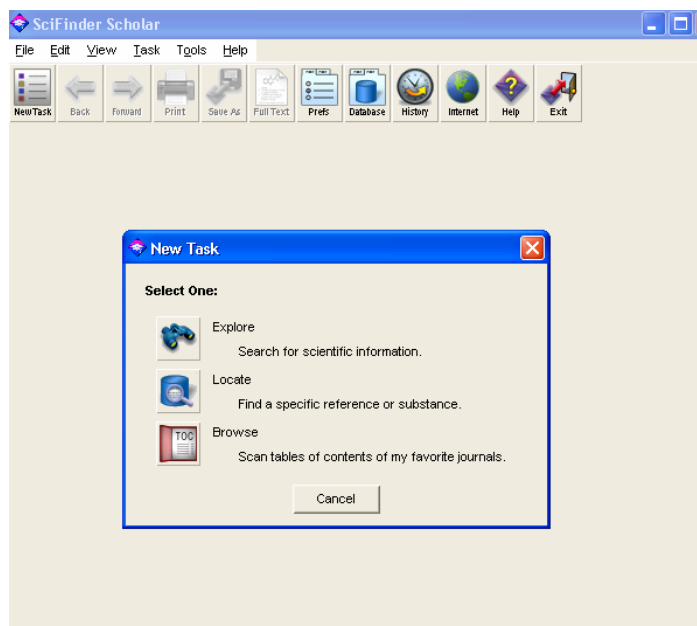 SciFinder Scholar
File Edit View Task Tools Help
New Task Back Forward Print Save As Full Text Prefs Database History Internet Help Exit
New Task
Select One:
Explore
Search for scientific information.
Locate
Find a specific reference or substance.
TOC
Browse
Scan tables of contents of my favorite journals.
Cancel